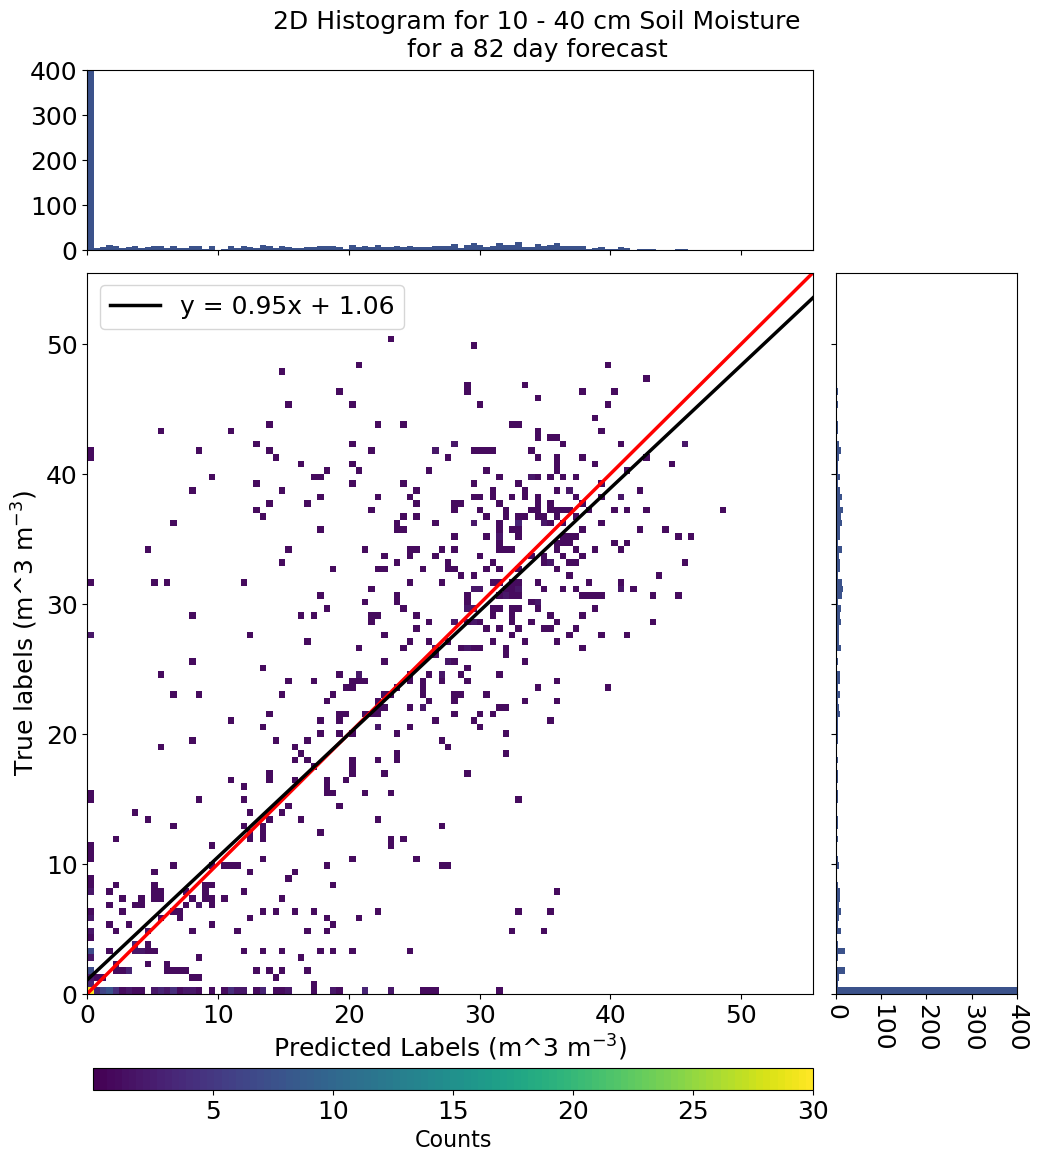 2D Histogram for 10 - 40 cm Soil Moisture
for a 82 day forecast
400
300
200
100
0
y = 0.95x + 1.06
50
40
30
20
10
0
True labels (m^3 m⁻³)
0 10 20 30 40 50
Predicted Labels (m^3 m⁻³)
0 100 200 300 400
5 10 15 20 25 30
Counts